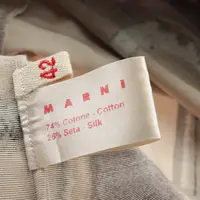 42
MARNI
74% Cotone - Cotton
26% Seta - Silk